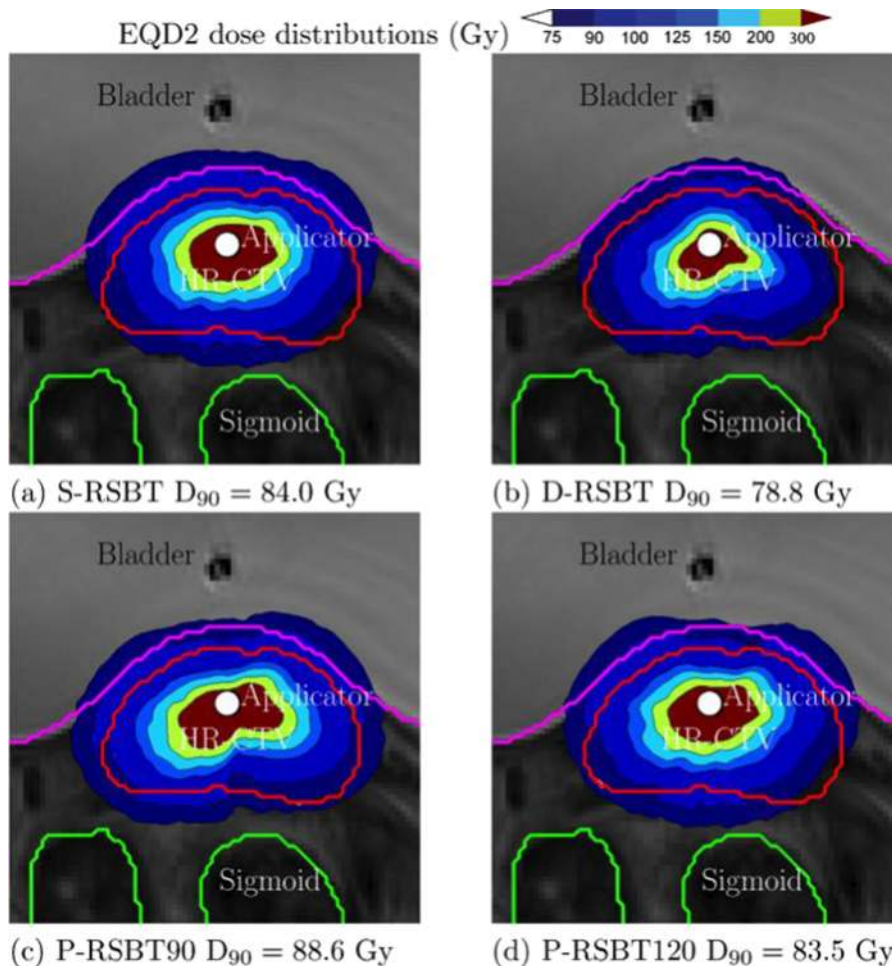 EQD2 dose distributions (Gy)
75 90 100 125 150 200 300
Bladder
Applicator
HR-CTV
Sigmoid
(a) S-RSBT D₉₀ = 84.0 Gy
Bladder
Applicator
HR-CTV
Sigmoid
(b) D-RSBT D₉₀ = 78.8 Gy
Bladder
Applicator
HR-CTV
Sigmoid
(c) P-RSBT90 D₉₀ = 88.6 Gy
Bladder
Applicator
HR-CTV
Sigmoid
(d) P-RSBT120 D₉₀ = 83.5 Gy